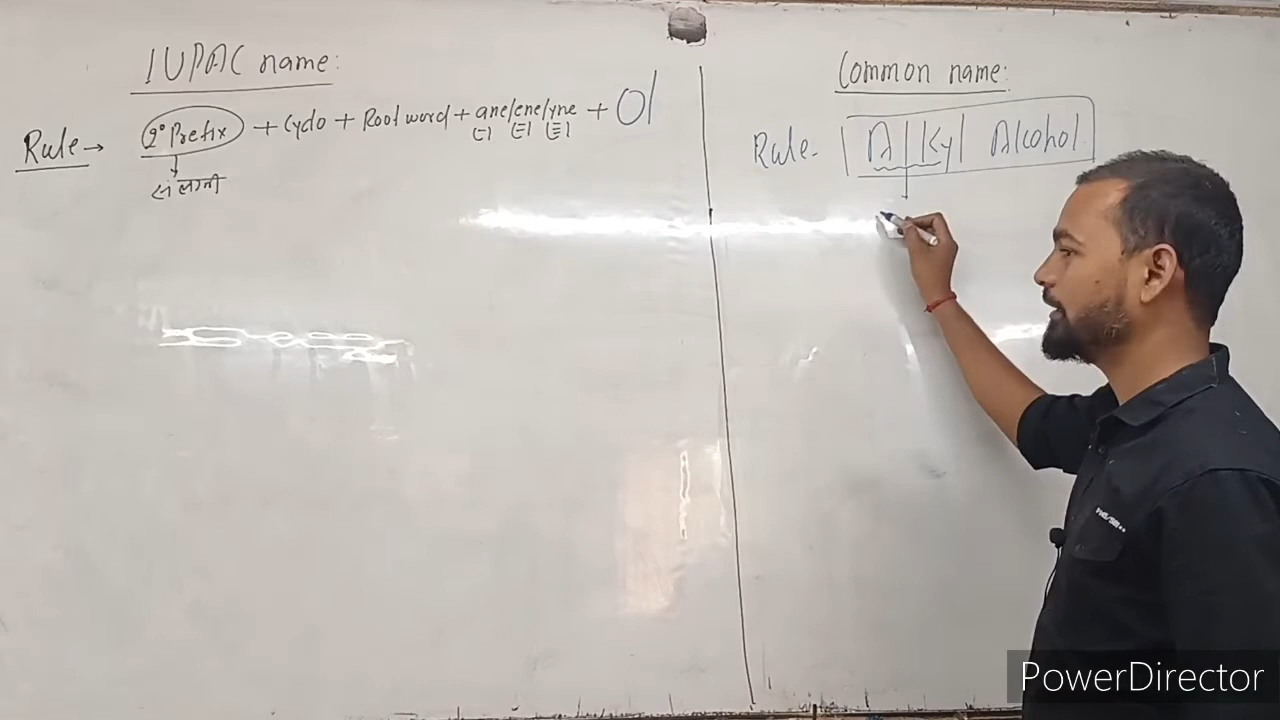 IUPAC name:
Rule → 2° Prefix + Cyclo + Root word + ane/ene/yne + Ol
(-) (=) (≡)
संलग्नी
Common name:
Rule - Alkyl Alcohol
PowerDirector